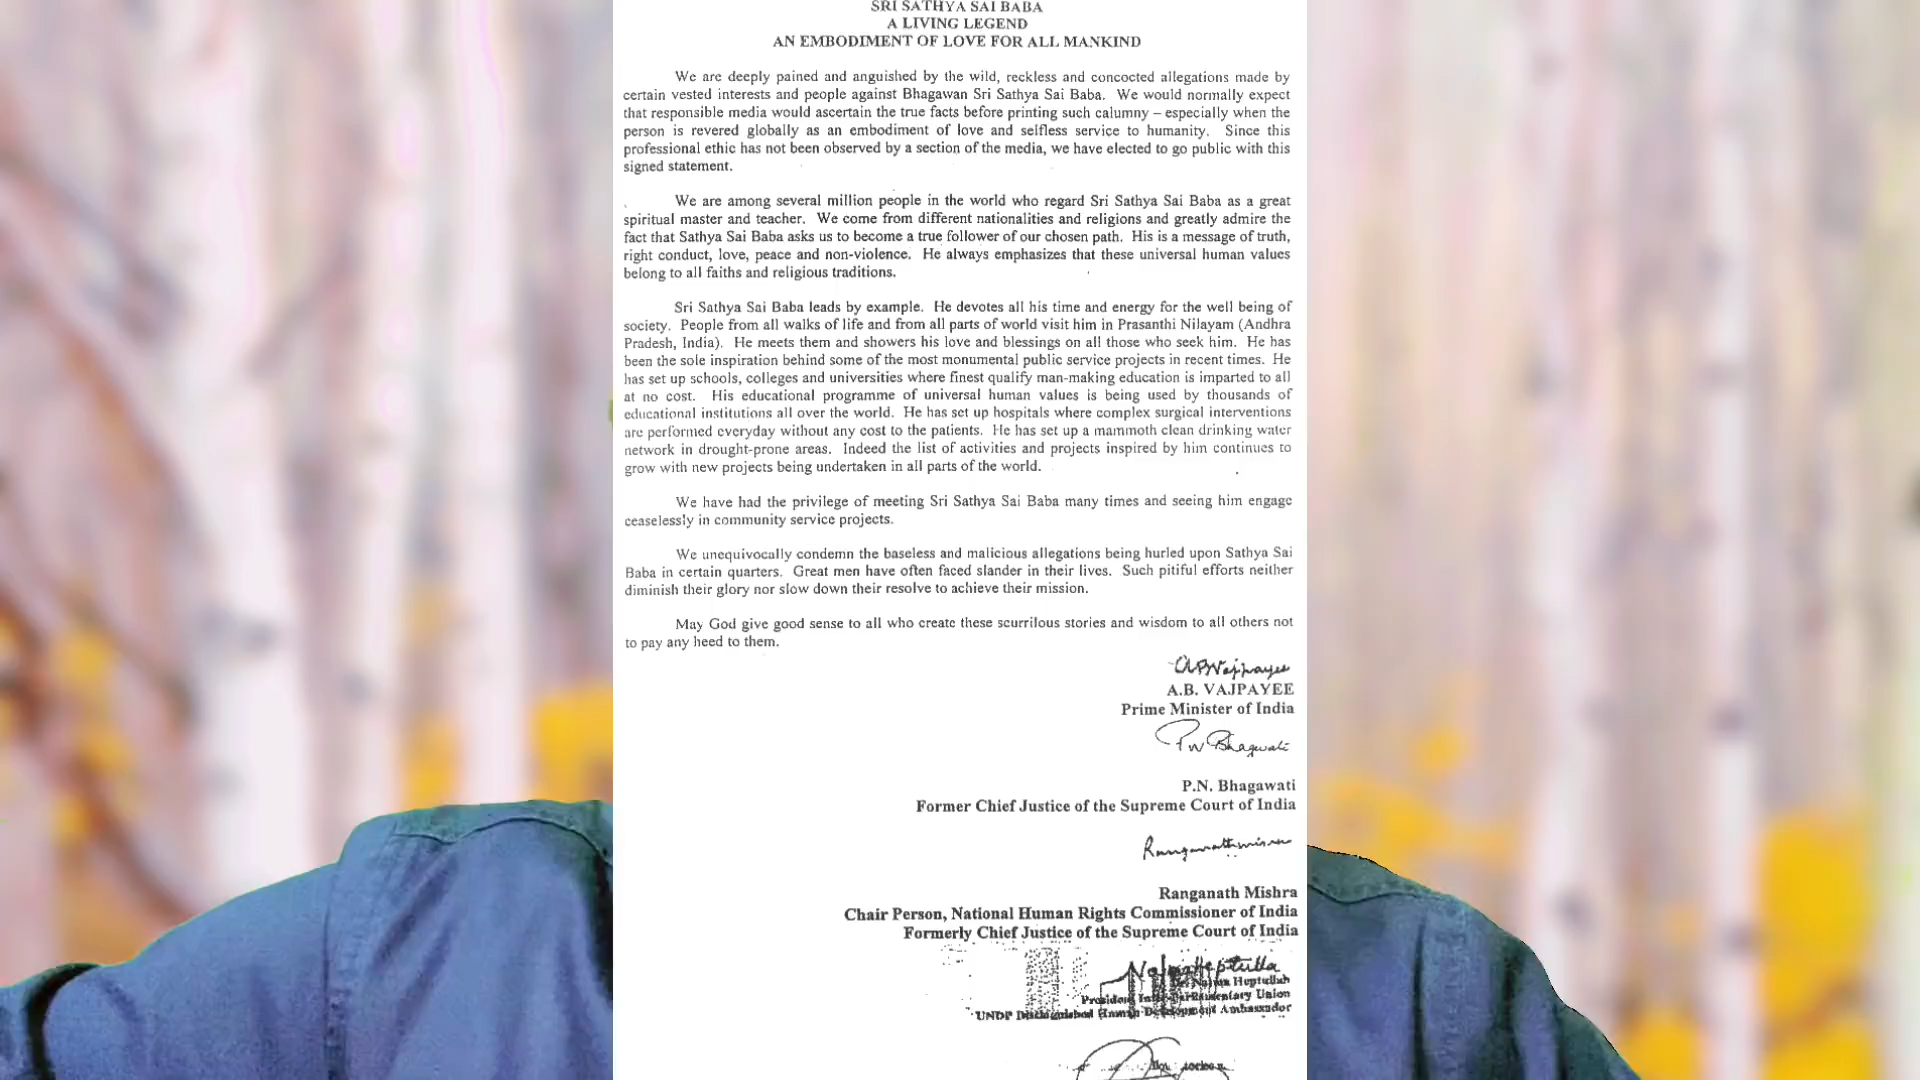 SRI SATHYA SAI BABA
A LIVING LEGEND
AN EMBODIMENT OF LOVE FOR ALL MANKIND
We are deeply pained and anguished by the wild, reckless and concocted allegations made by
certain vested interests and people against Bhagawan Sri Sathya Sai Baba. We would normally expect
that responsible media would ascertain the true facts before printing such calumny – especially when the
person is revered globally as an embodiment of love and selfless service to humanity. Since this
professional ethic has not been observed by a section of the media, we have elected to go public with this
signed statement.
We are among several million people in the world who regard Sri Sathya Sai Baba as a great
spiritual master and teacher. We come from different nationalities and religions and greatly admire the
fact that Sathya Sai Baba asks us to become a true follower of our chosen path. His is a message of truth,
right conduct, love, peace and non-violence. He always emphasizes that these universal human values
belong to all faiths and religious traditions.
Sri Sathya Sai Baba leads by example. He devotes all his time and energy for the well being of
society. People from all walks of life and from all parts of world visit him in Prasanthi Nilayam (Andhra
Pradesh, India). He meets them and showers his love and blessings on all those who seek him. He has
been the sole inspiration behind some of the most monumental public service projects in recent times. He
has set up schools, colleges and universities where finest qualify man-making education is imparted to all
at no cost. His educational programme of universal human values is being used by thousands of
educational institutions all over the world. He has set up hospitals where complex surgical interventions
are performed everyday without any cost to the patients. He has set up a mammoth clean drinking water
network in drought-prone areas. Indeed the list of activities and projects inspired by him continues to
grow with new projects being undertaken in all parts of the world.
We have had the privilege of meeting Sri Sathya Sai Baba many times and seeing him engage
ceaselessly in community service projects.
We unequivocally condemn the baseless and malicious allegations being hurled upon Sathya Sai
Baba in certain quarters. Great men have often faced slander in their lives. Such pitiful efforts neither
diminish their glory nor slow down their resolve to achieve their mission.
May God give good sense to all who create these scurrilous stories and wisdom to all others not
to pay any heed to them.
ABVajpayee
A.B. VAJPAYEE
Prime Minister of India
PN Bhagwati
P.N. Bhagawati
Former Chief Justice of the Supreme Court of India
Ranganath Mishra
Chair Person, National Human Rights Commissioner of India
Formerly Chief Justice of the Supreme Court of India
Najma Heptulla
Dr. Najma Heptullah
President Inter-Parliamentary Union
UNDP Distinguished Human Development Ambassador